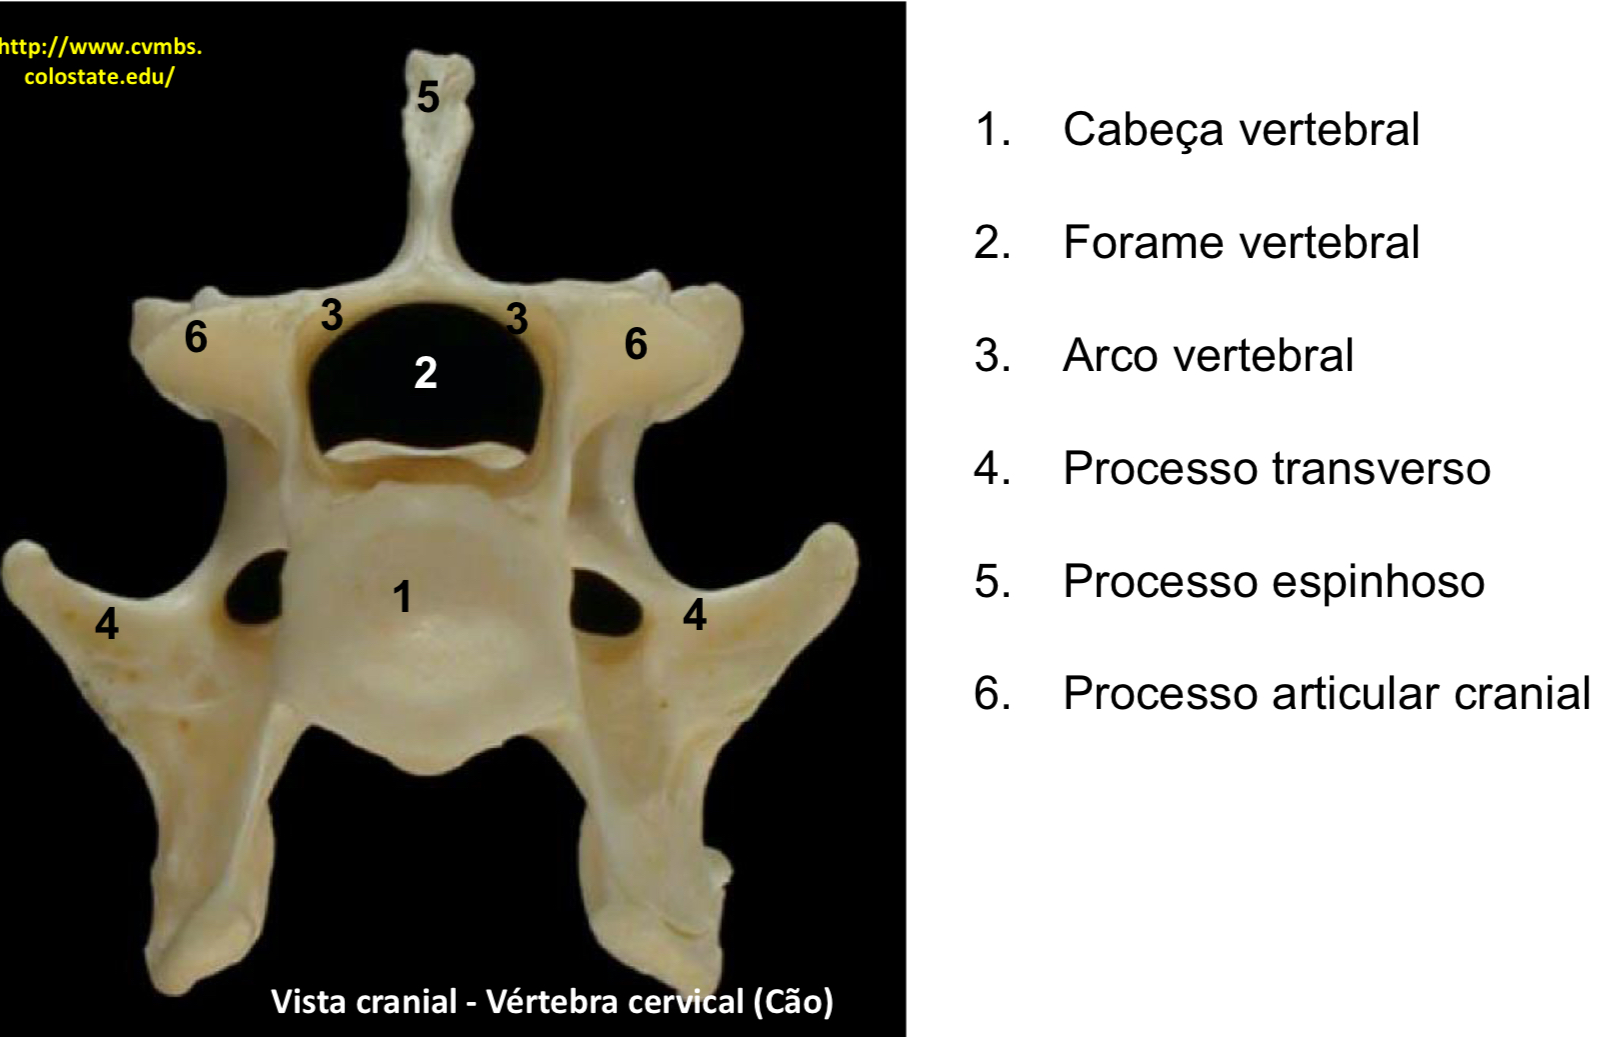 http://www.cvmbs.
colostate.edu/
5
3
3
6
6
2
1
4
4
Vista cranial - Vértebra cervical (Cão)
1. Cabeça vertebral
2. Forame vertebral
3. Arco vertebral
4. Processo transverso
5. Processo espinhoso
6. Processo articular cranial